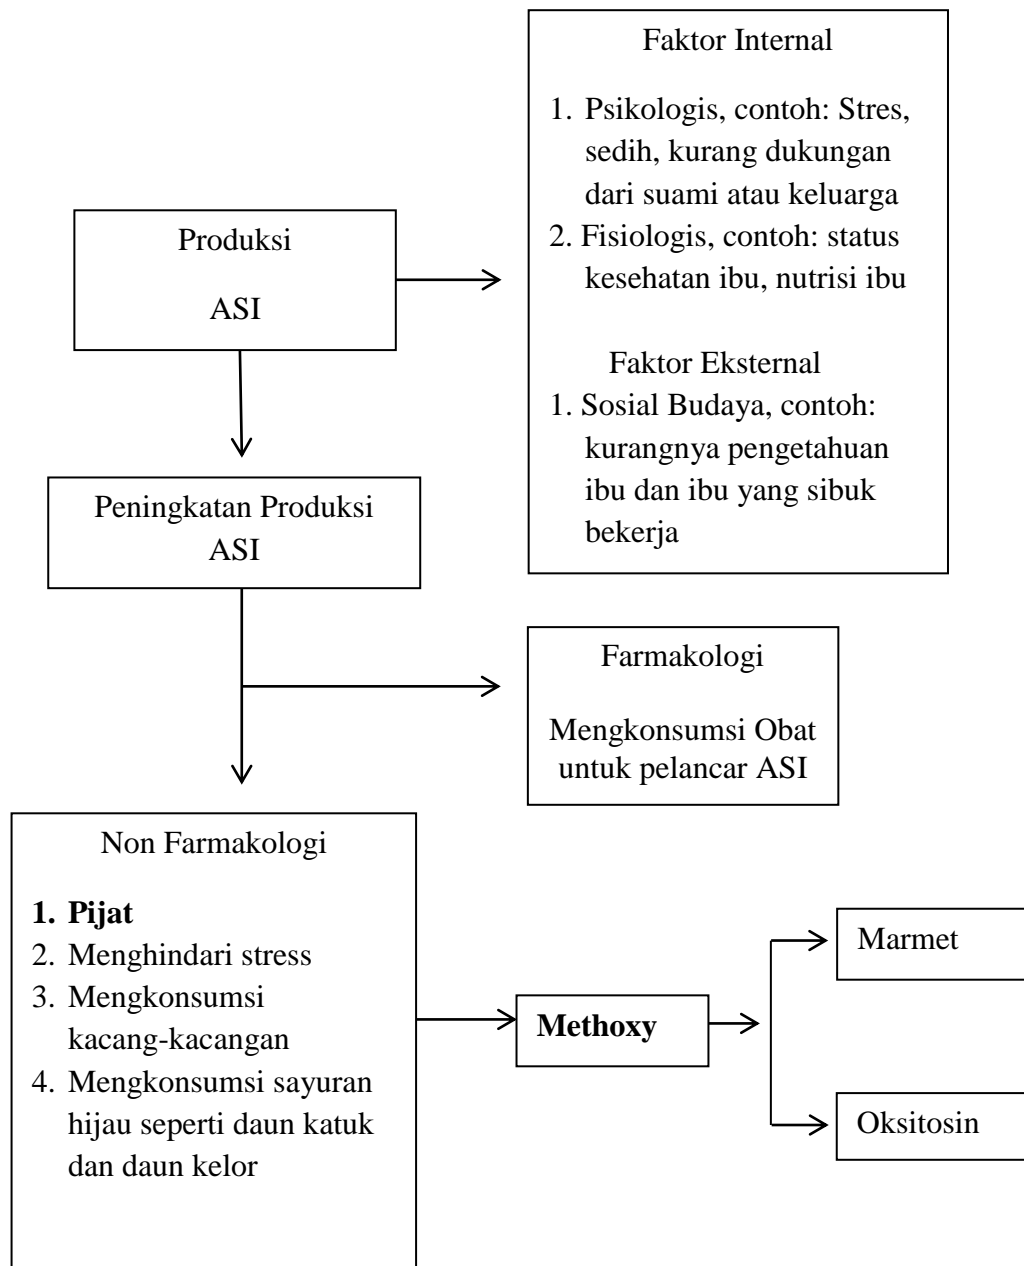 Faktor Internal
1. Psikologis, contoh: Stres,
sedih, kurang dukungan
dari suami atau keluarga
2. Fisiologis, contoh: status
kesehatan ibu, nutrisi ibu
Faktor Eksternal
1. Sosial Budaya, contoh:
kurangnya pengetahuan
ibu dan ibu yang sibuk
bekerja
Produksi
ASI
Peningkatan Produksi
ASI
Farmakologi
Mengkonsumsi Obat
untuk pelancar ASI
Non Farmakologi
1. Pijat
2. Menghindari stress
3. Mengkonsumsi
kacang-kacangan
4. Mengkonsumsi sayuran
hijau seperti daun katuk
dan daun kelor
Methoxy
Marmet
Oksitosin